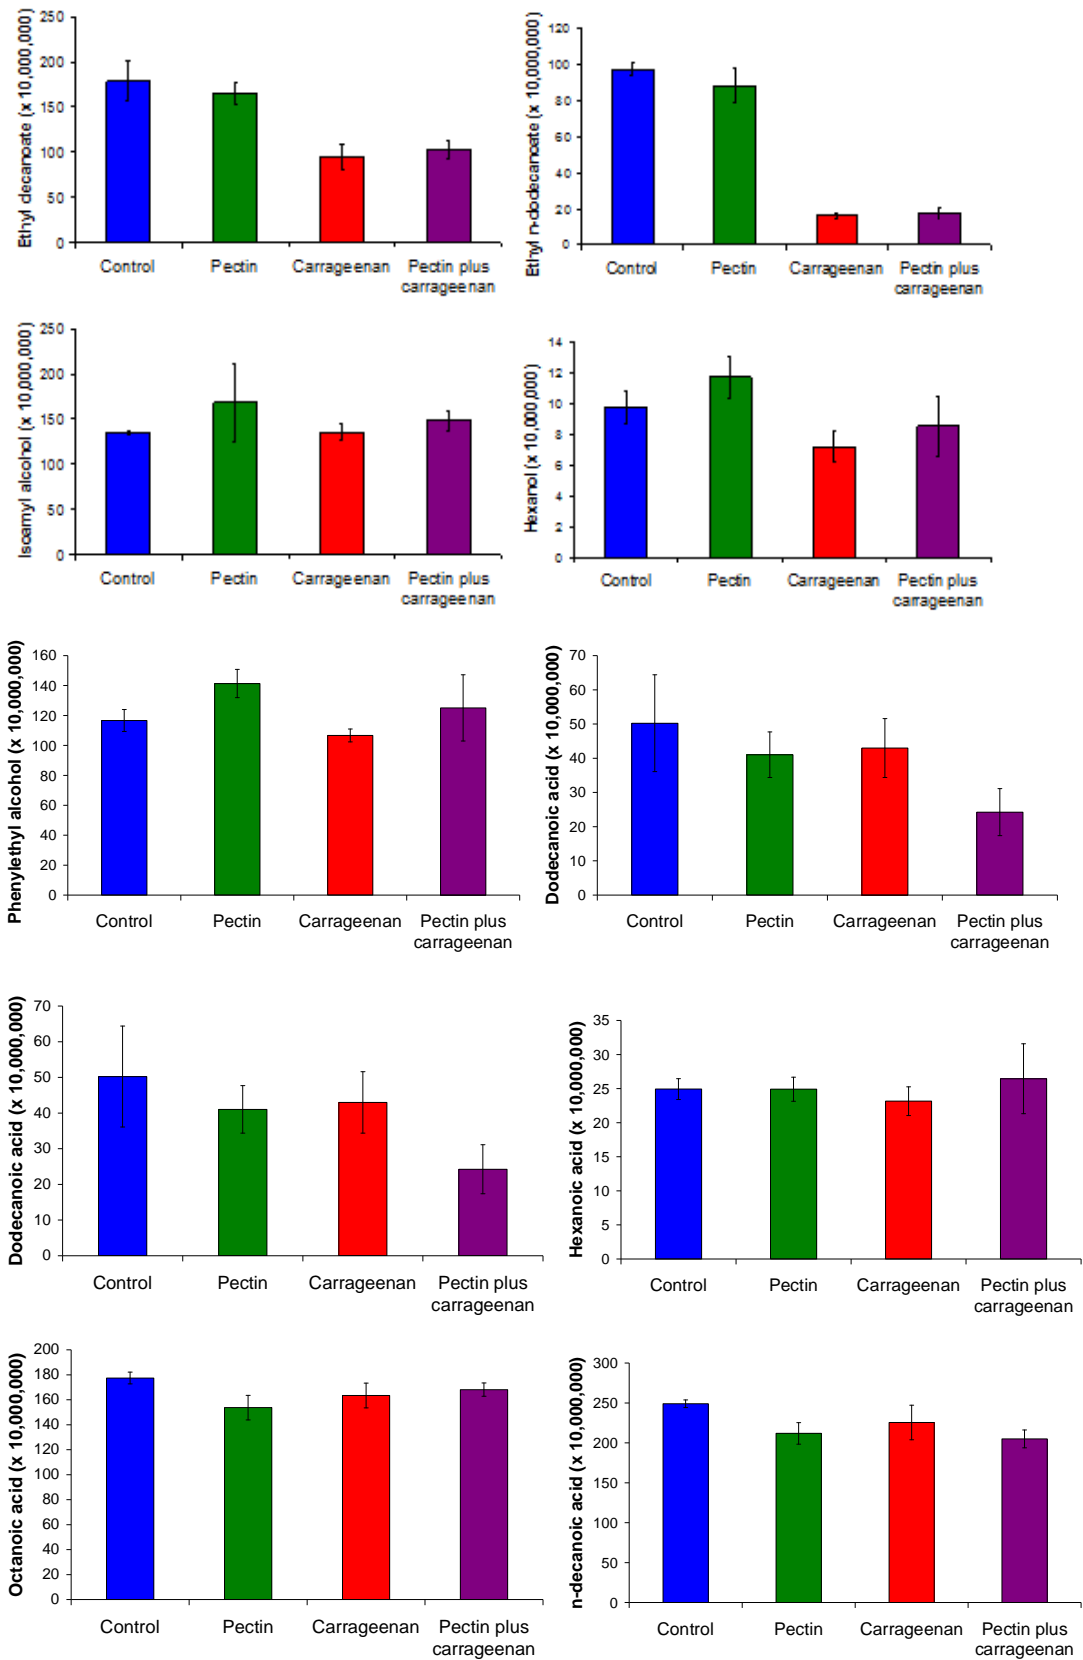 Ethyl decanoate (x 10,000,000)
250
200
150
100
50
0
Control
Pectin
Carrageenan
Pectin plus
carrageenan
Ethyl n-dodecanoate (x 10,000,000)
120
100
80
60
40
20
0
Control
Pectin
Carrageenan
Pectin plus
carrageenan
Isoamyl alcohol (x 10,000,000)
250
200
150
100
50
0
Control
Pectin
Carrageenan
Pectin plus
carrageenan
Hexanol (x 10,000,000)
14
12
10
8
6
4
2
0
Control
Pectin
Carrageenan
Pectin plus
carrageenan
Phenylethyl alcohol (x 10,000,000)
160
140
120
100
80
60
40
20
0
Control
Pectin
Carrageenan
Pectin plus
carrageenan
Dodecanoic acid (x 10,000,000)
70
60
50
40
30
20
10
0
Control
Pectin
Carrageenan
Pectin plus
carrageenan
Dodecanoic acid (x 10,000,000)
70
60
50
40
30
20
10
0
Control
Pectin
Carrageenan
Pectin plus
carrageenan
Hexanoic acid (x 10,000,000)
35
30
25
20
15
10
5
0
Control
Pectin
Carrageenan
Pectin plus
carrageenan
Octanoic acid (x 10,000,000)
200
180
160
140
120
100
80
60
40
20
0
Control
Pectin
Carrageenan
Pectin plus
carrageenan
n-decanoic acid (x 10,000,000)
300
250
200
150
100
50
0
Control
Pectin
Carrageenan
Pectin plus
carrageenan